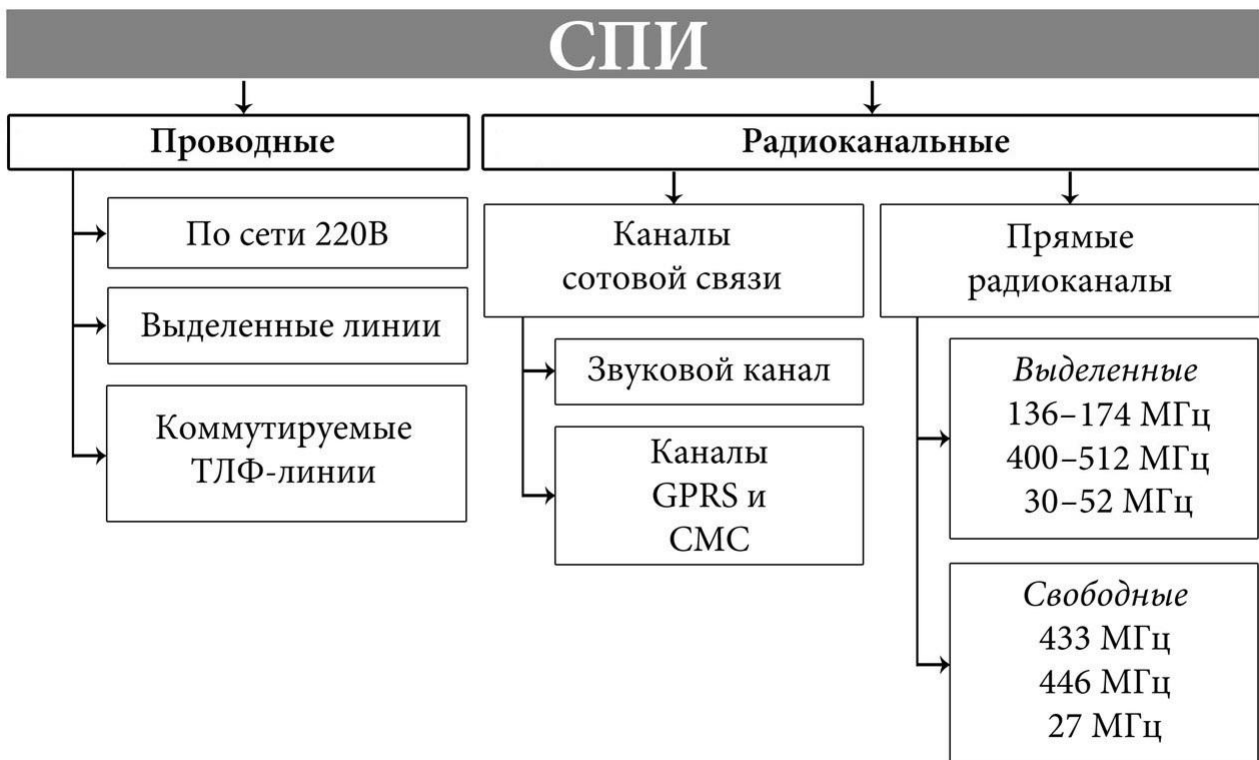 СПИ
Проводные
По сети 220В
Выделенные линии
Коммутируемые
ТЛФ-линии
Радиоканальные
Каналы
сотовой связи
Звуковой канал
Каналы
GPRS и
СМС
Прямые
радиоканалы
Выделенные
136–174 МГц
400–512 МГц
30–52 МГц
Свободные
433 МГц
446 МГц
27 МГц